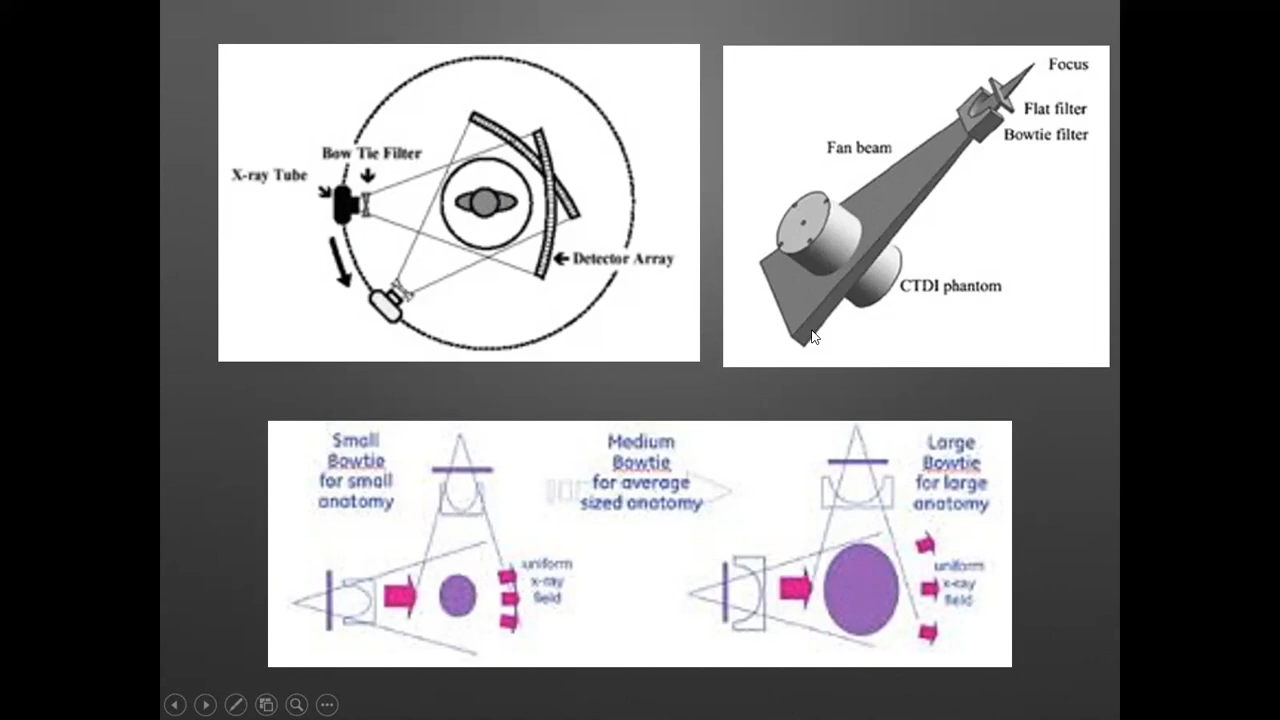 Bow Tie Filter
X-ray Tube
Detector Array
Focus
Flat filter
Bowtie filter
Fan beam
CTDI phantom
Small
Bowtie
for small
anatomy
Medium
Bowtie
for average
sized anatomy
Large
Bowtie
for large
anatomy
uniform
x-ray
field
uniform
x-ray
field